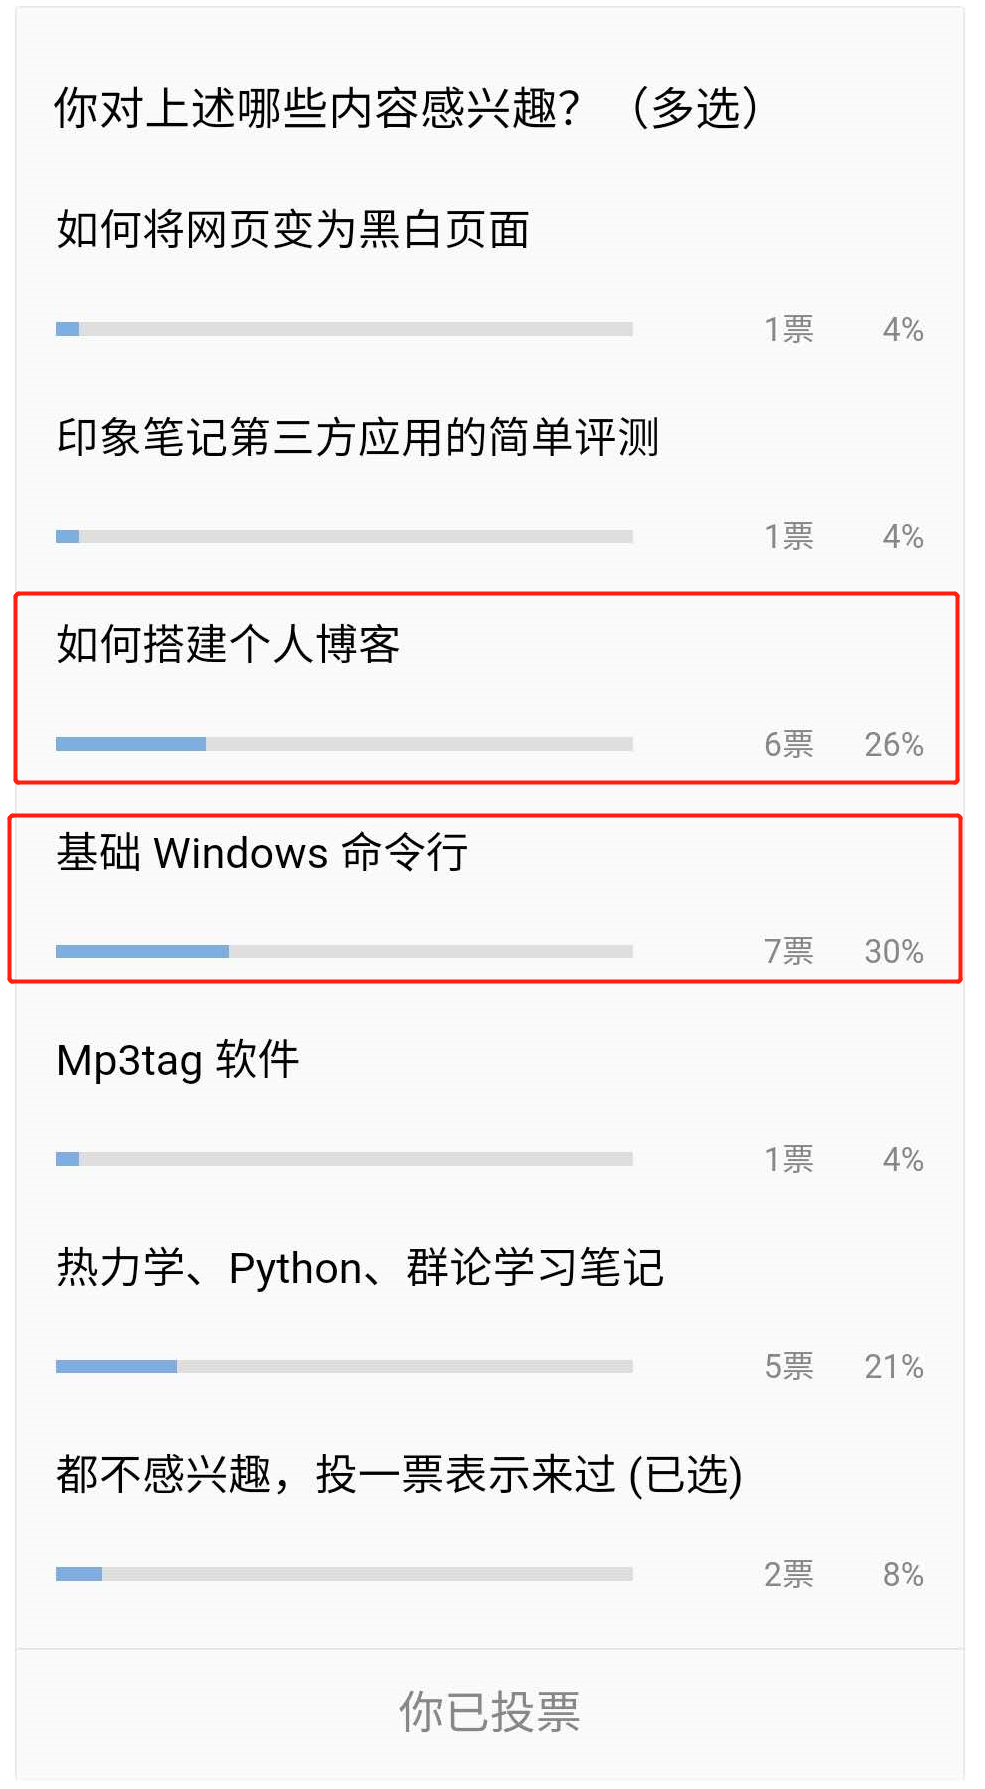 你对上述哪些内容感兴趣？（多选）
如何将网页变为黑白页面
1票 4%
印象笔记第三方应用的简单评测
1票 4%
如何搭建个人博客
6票 26%
基础 Windows 命令行
7票 30%
Mp3tag 软件
1票 4%
热力学、Python、群论学习笔记
5票 21%
都不感兴趣，投一票表示来过 (已选)
2票 8%
你已投票